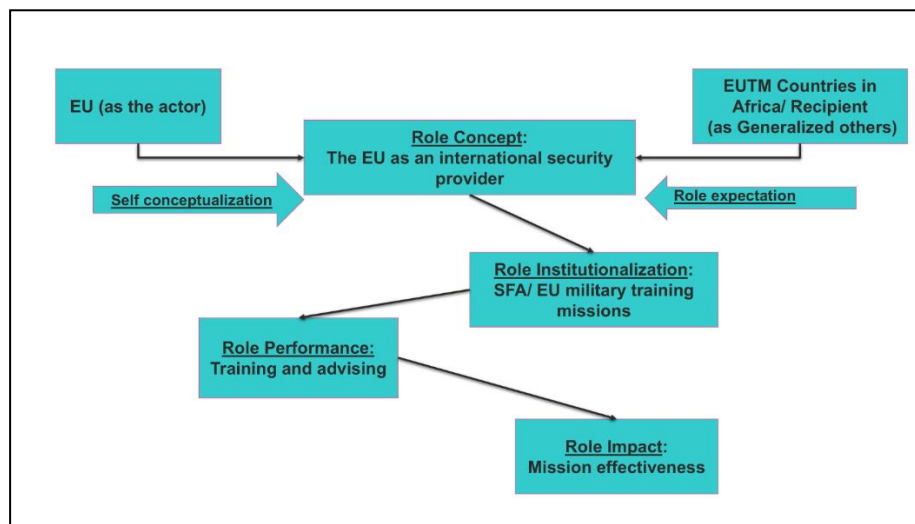 EU (as the actor)
EUTM Countries in
Africa/ Recipient
(as Generalized others)
Role Concept:
The EU as an international security
provider
Self conceptualization
Role expectation
Role Institutionalization:
SFA/ EU military training
missions
Role Performance:
Training and advising
Role Impact:
Mission effectiveness